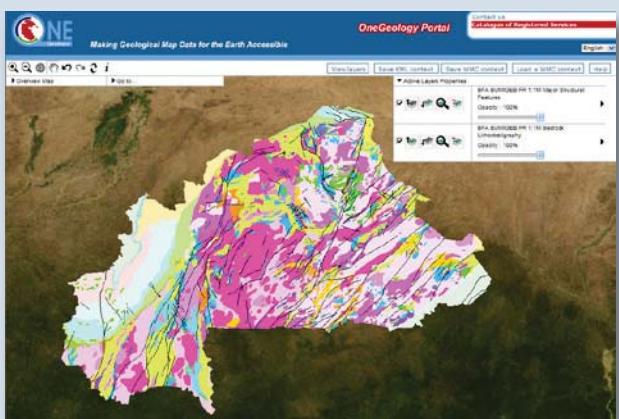 ONE
OneGeology Portal
Contact us
Catalogue of Registered Services
Making Geological Map Data for the Earth Accessible
English
View layers
Save KML context
Save WMC context
Load a WMC context
Help
Overview Map
Go to...
Active Layers Properties
BFA BUMIGEB FR 1:1M Major Structural
Features
Opacity : 100%
BFA BUMIGEB FR 1:1M Bedrock
Lithostratigraphy
Opacity : 100%